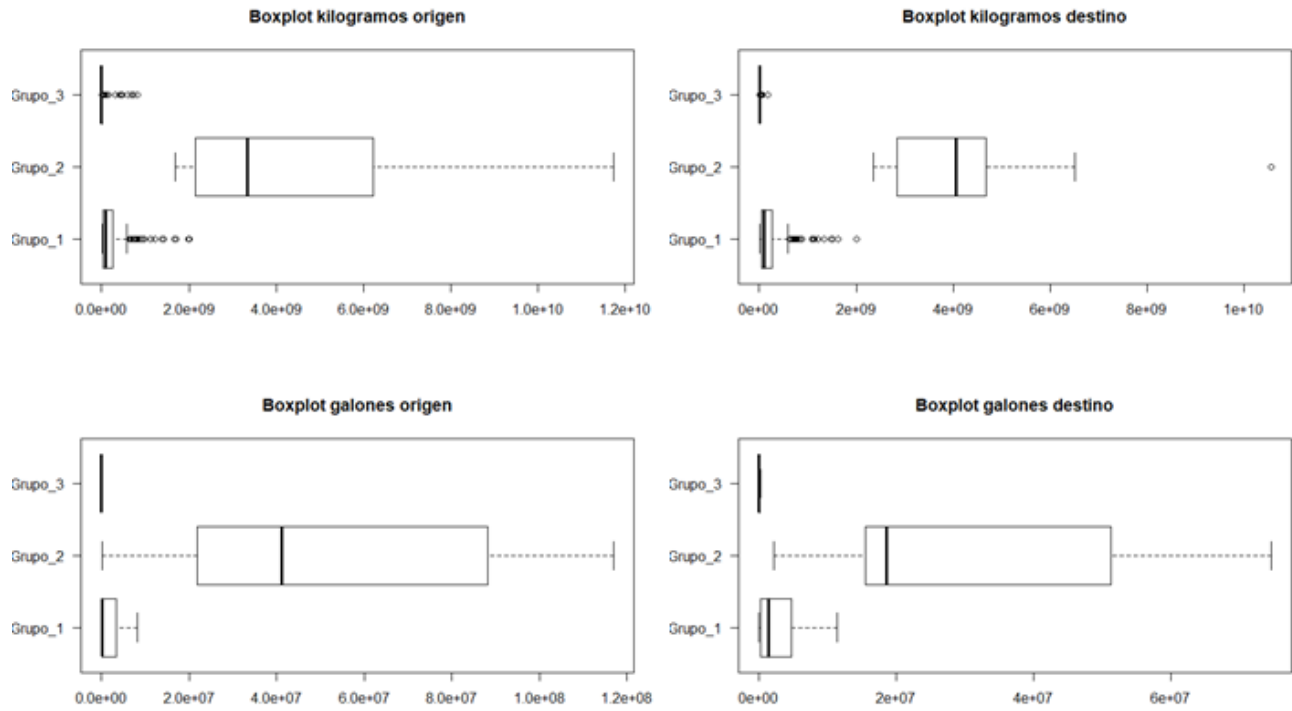 Boxplot kilogramos origen
Grupo_3
Grupo_2
Grupo_1
0.0e+00 2.0e+09 4.0e+09 6.0e+09 8.0e+09 1.0e+10 1.2e+10
Boxplot kilogramos destino
Grupo_3
Grupo_2
Grupo_1
0e+00 2e+09 4e+09 6e+09 8e+09 1e+10
Boxplot galones origen
Grupo_3
Grupo_2
Grupo_1
0.0e+00 2.0e+07 4.0e+07 6.0e+07 8.0e+07 1.0e+08 1.2e+08
Boxplot galones destino
Grupo_3
Grupo_2
Grupo_1
0e+00 2e+07 4e+07 6e+07